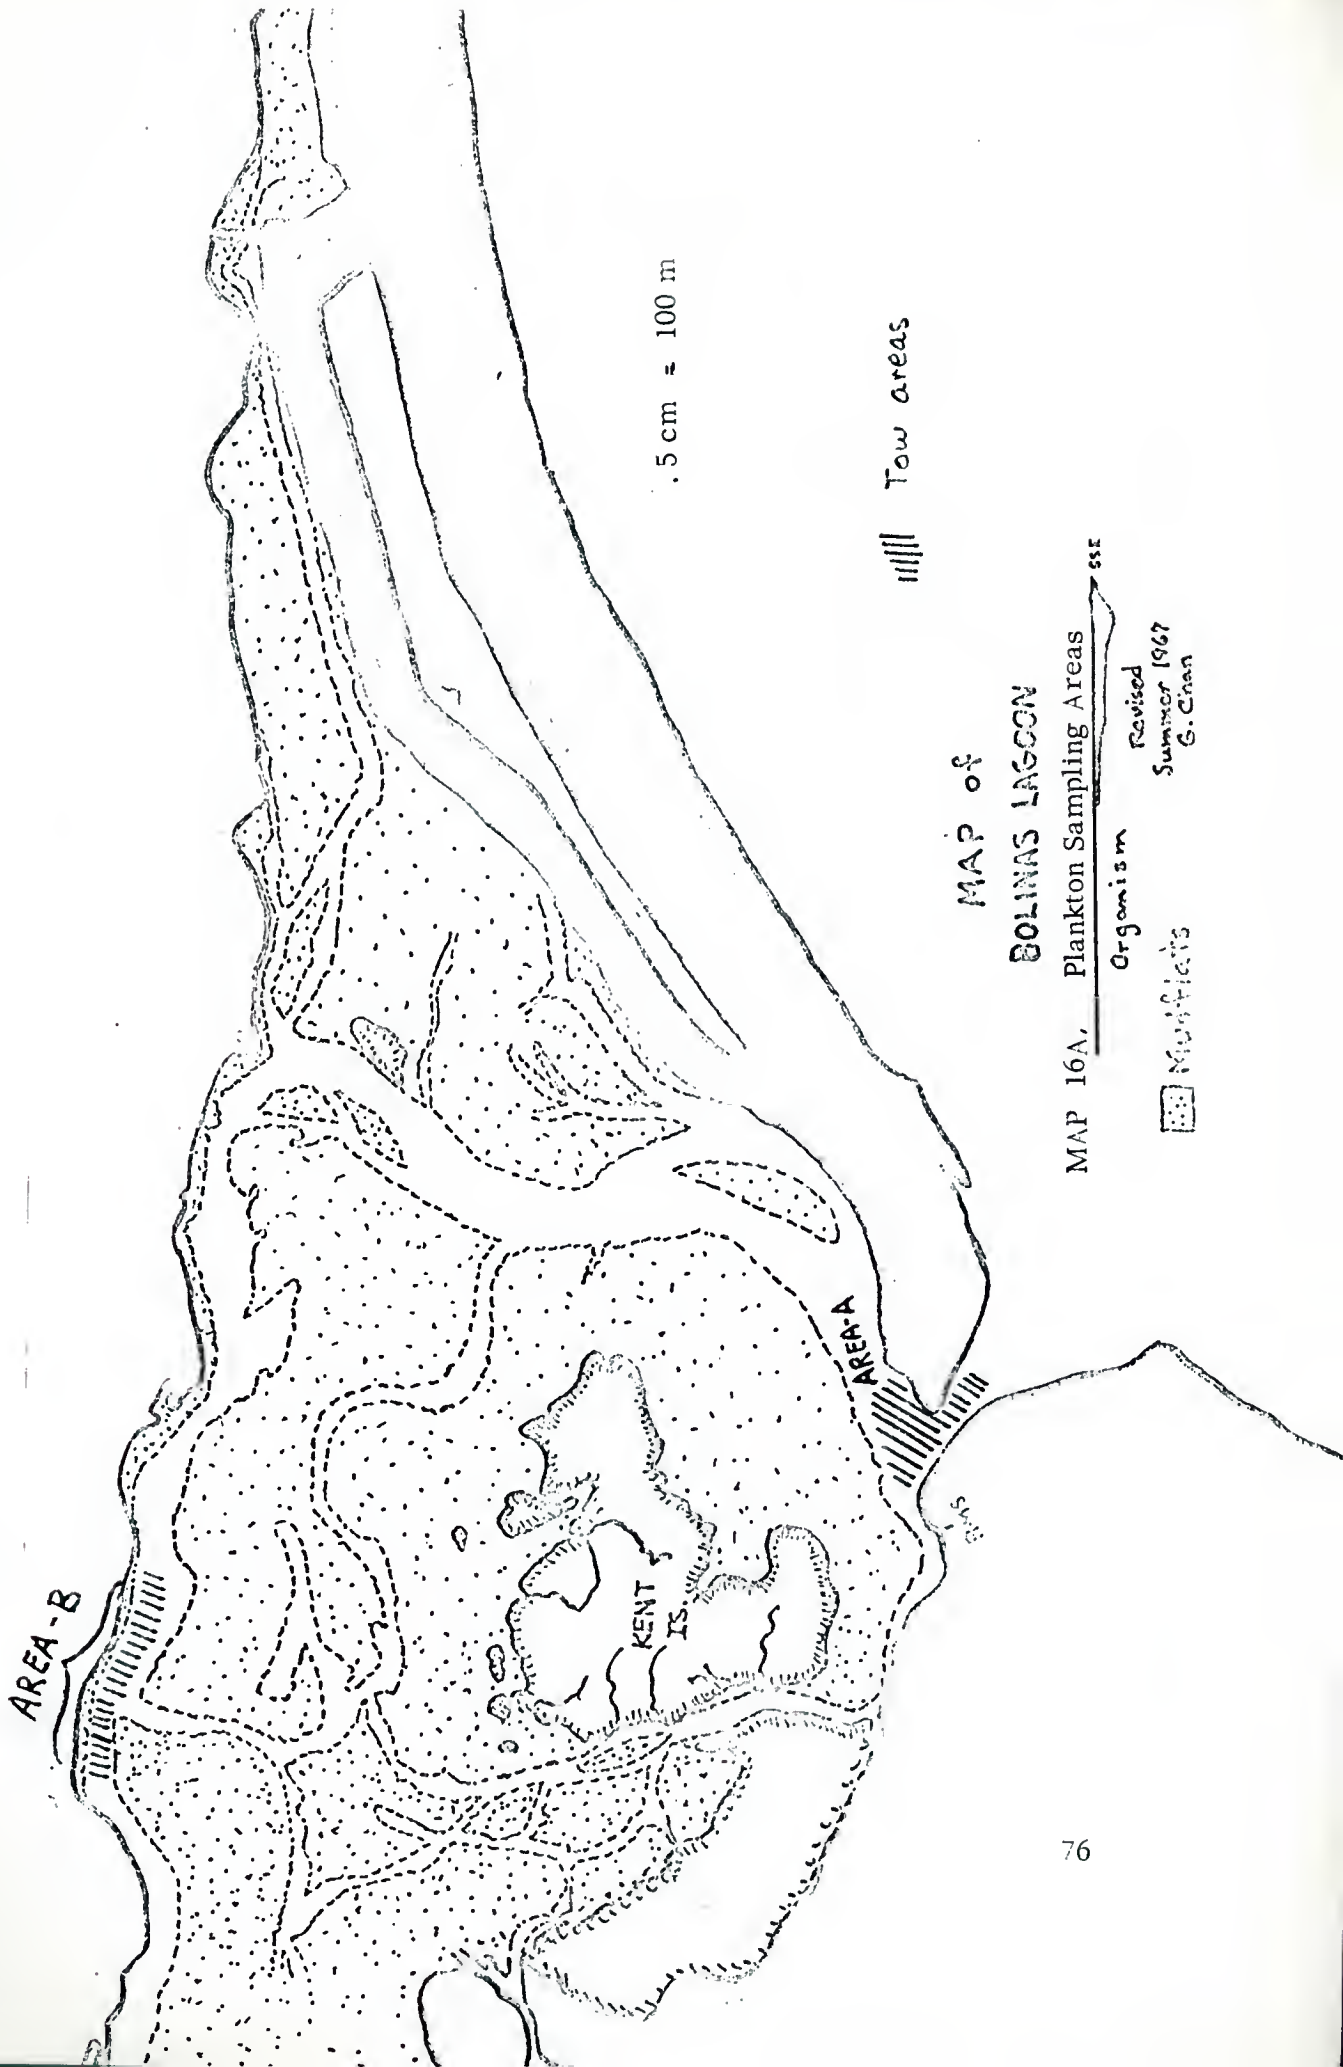 AREA-B
KENT
IS.
AREA-A
.5 cm = 100 m
Tow areas
MAP of
BOLINAS LAGOON
MAP 16A. Plankton Sampling Areas
SSE
Organism
Revised
Summer 1967
G. Chan
Mudflats
76